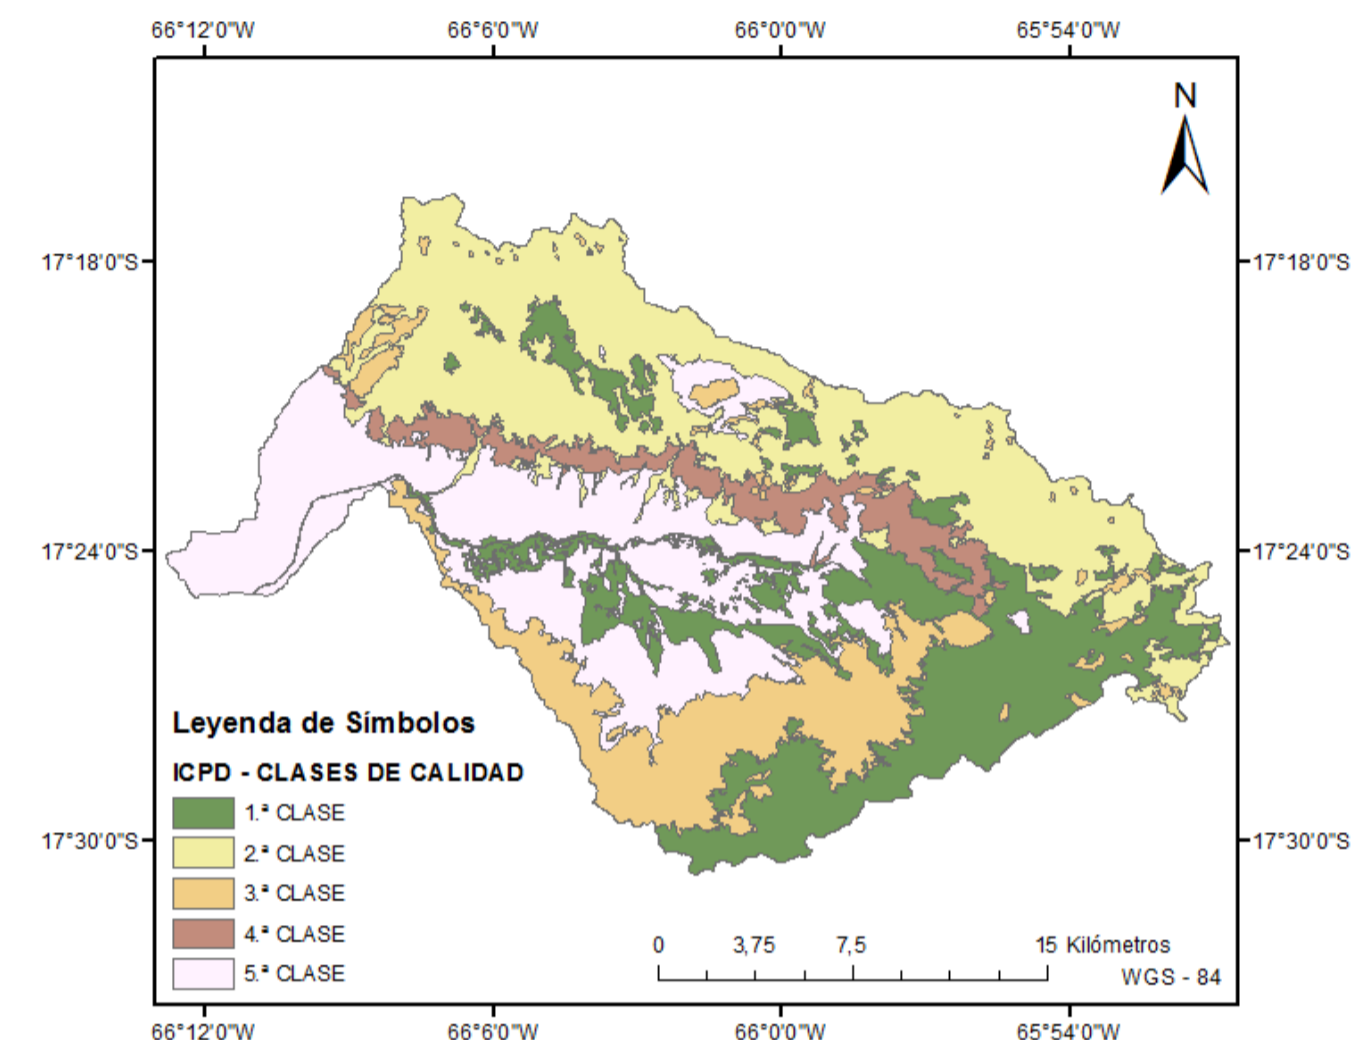 66°12'0"W 66°6'0"W 66°0'0"W 65°54'0"W
N
17°18'0"S 17°18'0"S
17°24'0"S 17°24'0"S
Leyenda de Símbolos
ICPD - CLASES DE CALIDAD
1.ª CLASE
2.ª CLASE
17°30'0"S 17°30'0"S
3.ª CLASE
4.ª CLASE
5.ª CLASE
0 3,75 7,5 15 Kilómetros
WGS - 84
66°12'0"W 66°6'0"W 66°0'0"W 65°54'0"W